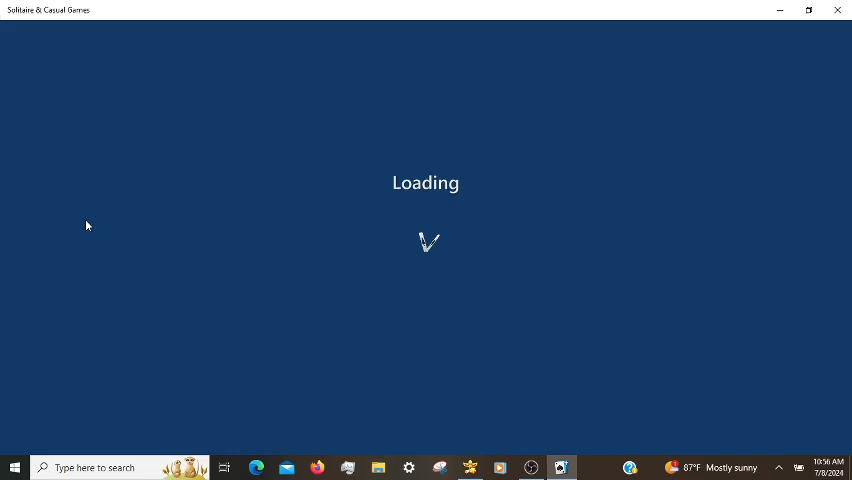 Solitaire & Casual Games
Loading
Type here to search
87°F Mostly sunny
10:56 AM
7/8/2024